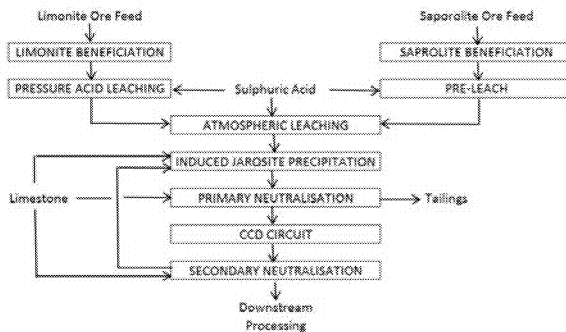 Limonite Ore Feed
Saporolite Ore Feed
LIMONITE BENEFICIATION
SAPROLITE BENEFICIATION
PRESSURE ACID LEACHING
Sulphuric Acid
PRE-LEACH
ATMOSPHERIC LEACHING
INDUCED JAROSITE PRECIPITATION
Limestone
PRIMARY NEUTRALISATION
Tailings
CCD CIRCUIT
SECONDARY NEUTRALISATION
Downstream
Processing